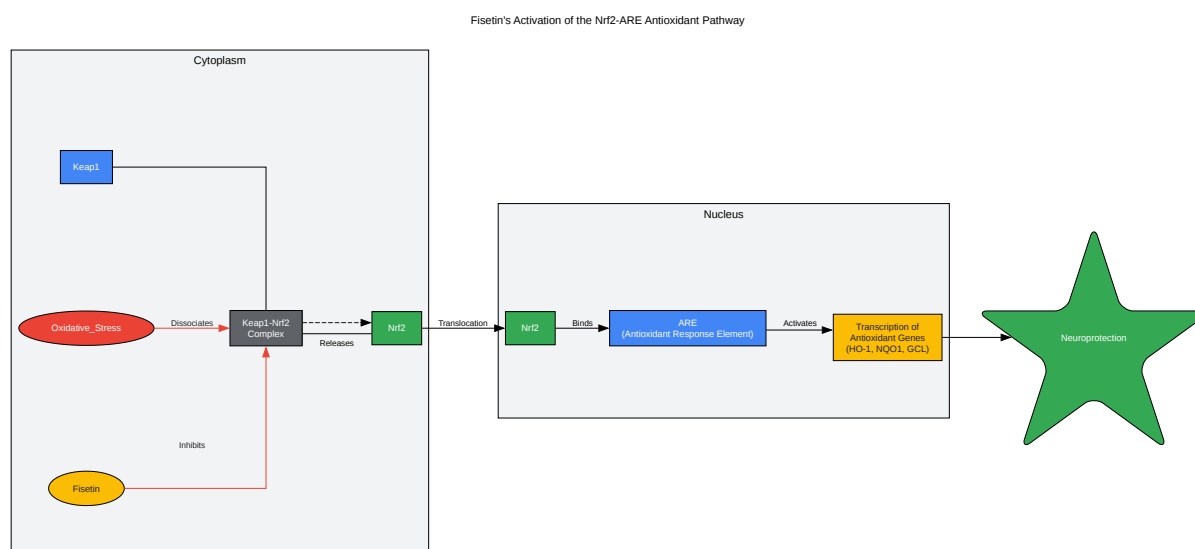 Fisetin's Activation of the Nrf2-ARE Antioxidant Pathway
Cytoplasm
Keap1
Oxidative_Stress
Dissociates
Keap1-Nrf2
Complex
Releases
Nrf2
Inhibits
Fisetin
Translocation
Nucleus
Nrf2
Binds
ARE
(Antioxidant Response Element)
Activates
Transcription of
Antioxidant Genes
(HO-1, NQO1, GCL)
Neuroprotection